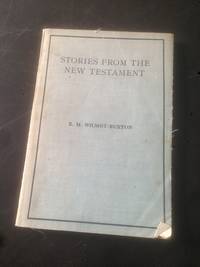 STORIES FROM THE
NEW TESTAMENT
E. M. WILMOT-BUXTON